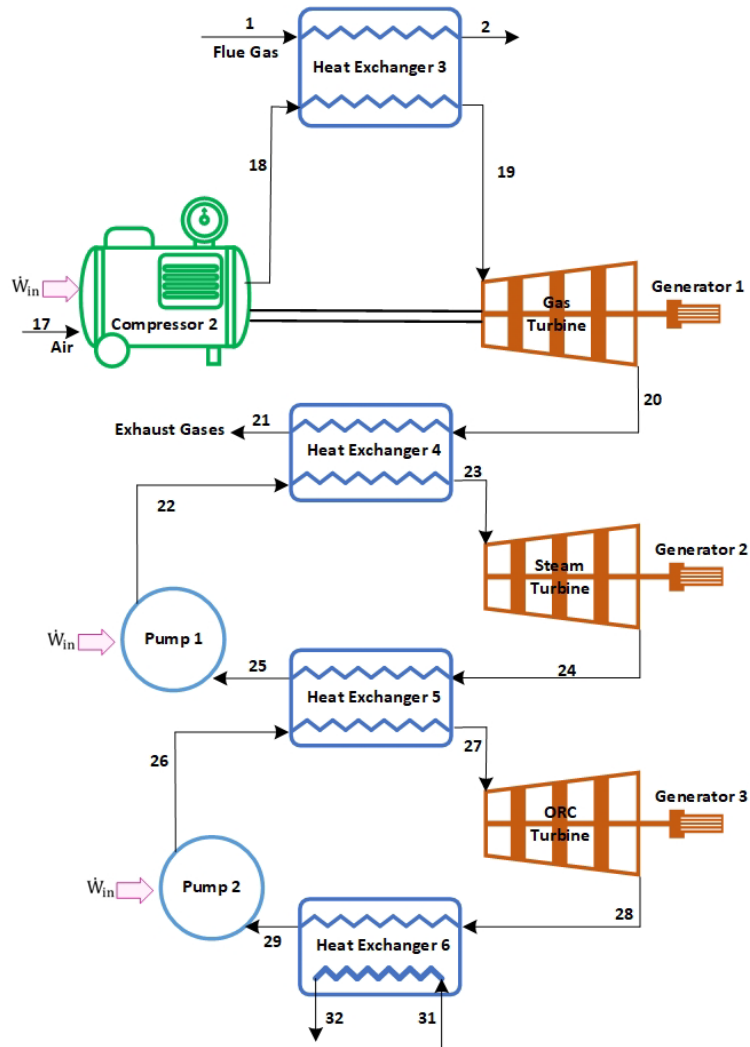 1
2
Flue Gas
Heat Exchanger 3
18
19
Ẇin
Compressor 2
17
Air
Gas
Turbine
Generator 1
20
21
Exhaust Gases
Heat Exchanger 4
23
22
Steam
Turbine
Generator 2
Ẇin
Pump 1
25
Heat Exchanger 5
24
26
27
ORC
Turbine
Generator 3
Ẇin
Pump 2
29
Heat Exchanger 6
28
32
31